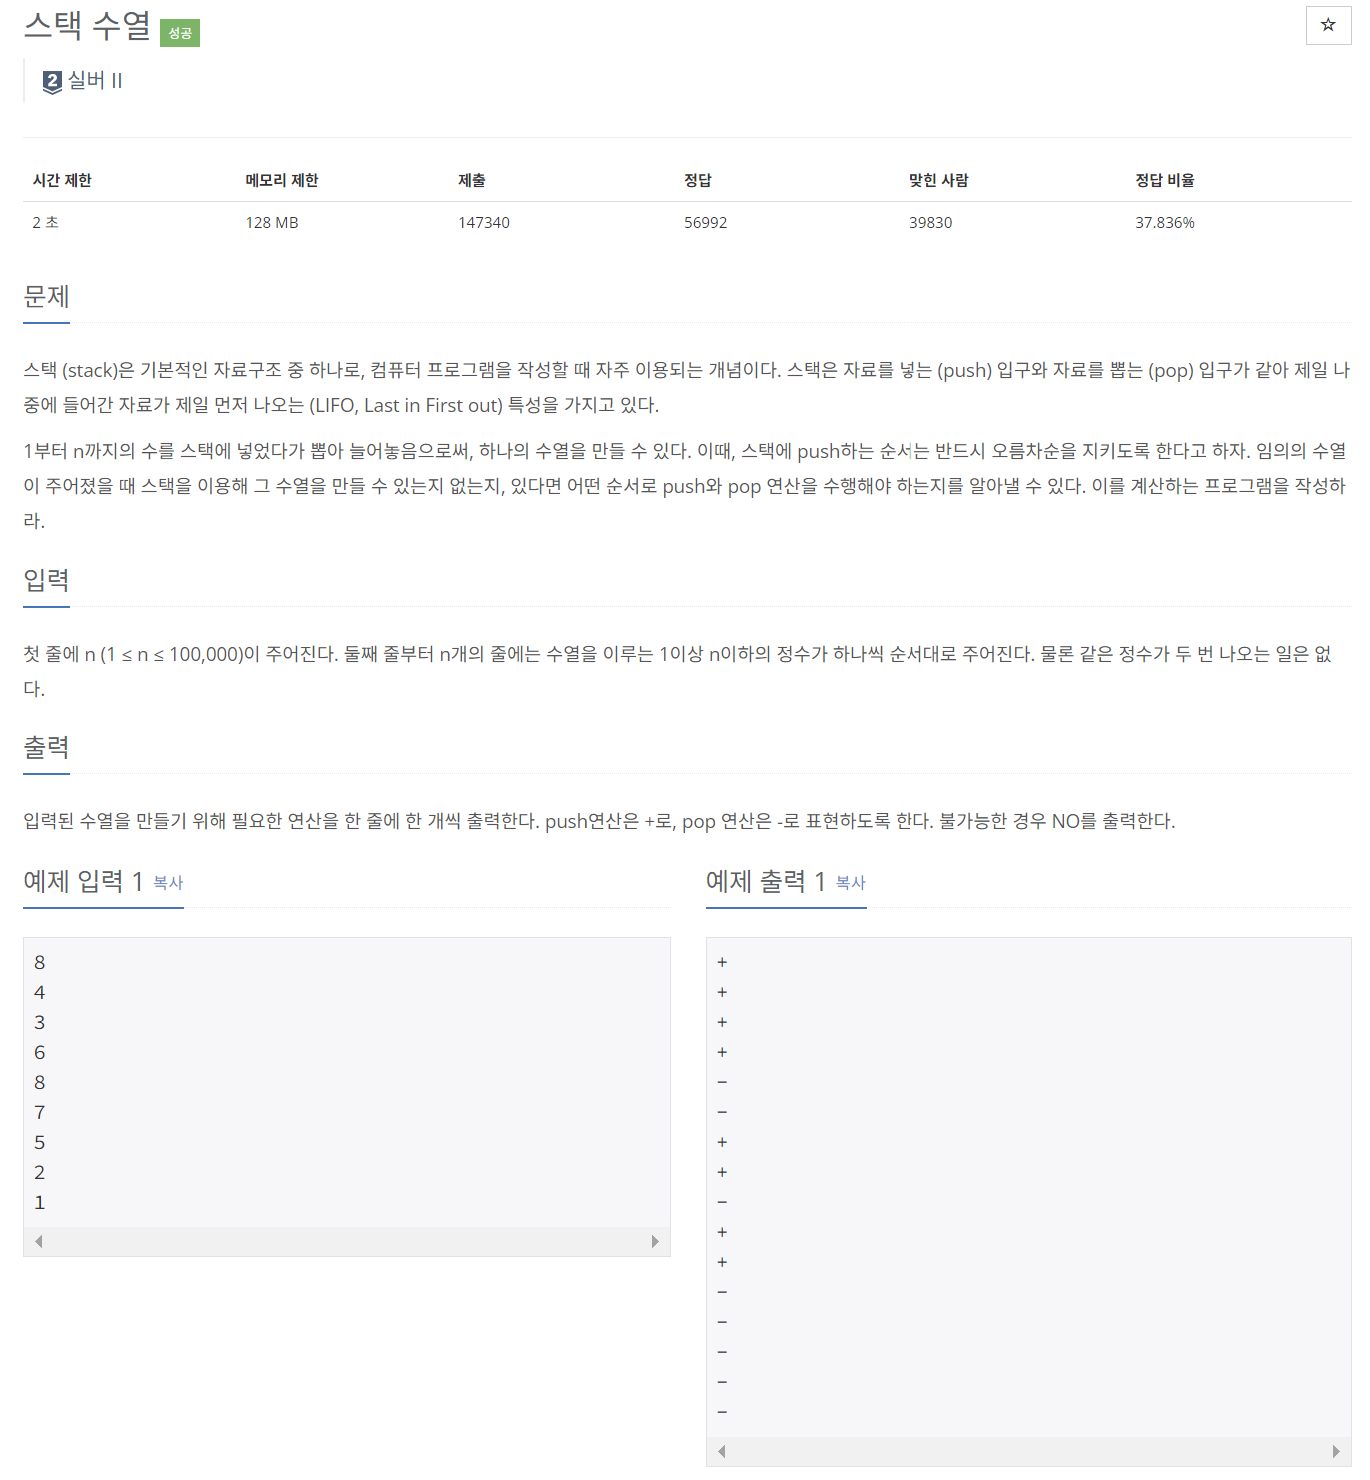 스택 수열 성공
☆
2 실버 II
시간 제한 메모리 제한 제출 정답 맞힌 사람 정답 비율
2 초 128 MB 147340 56992 39830 37.836%
문제
스택 (stack)은 기본적인 자료구조 중 하나로, 컴퓨터 프로그램을 작성할 때 자주 이용되는 개념이다. 스택은 자료를 넣는 (push) 입구와 자료를 뽑는 (pop) 입구가 같아 제일 나
중에 들어간 자료가 제일 먼저 나오는 (LIFO, Last in First out) 특성을 가지고 있다.
1부터 n까지의 수를 스택에 넣었다가 뽑아 늘어놓음으로써, 하나의 수열을 만들 수 있다. 이때, 스택에 push하는 순서는 반드시 오름차순을 지키도록 한다고 하자. 임의의 수열
이 주어졌을 때 스택을 이용해 그 수열을 만들 수 있는지 없는지, 있다면 어떤 순서로 push와 pop 연산을 수행해야 하는지를 알아낼 수 있다. 이를 계산하는 프로그램을 작성하
라.
입력
첫 줄에 n (1 ≤ n ≤ 100,000)이 주어진다. 둘째 줄부터 n개의 줄에는 수열을 이루는 1이상 n이하의 정수가 하나씩 순서대로 주어진다. 물론 같은 정수가 두 번 나오는 일은 없
다.
출력
입력된 수열을 만들기 위해 필요한 연산을 한 줄에 한 개씩 출력한다. push연산은 +로, pop 연산은 -로 표현하도록 한다. 불가능한 경우 NO를 출력한다.
예제 입력 1 복사
8
4
3
6
8
7
5
2
1
예제 출력 1 복사
+
+
+
+
-
-
+
+
-
+
+
-
-
-
-
-